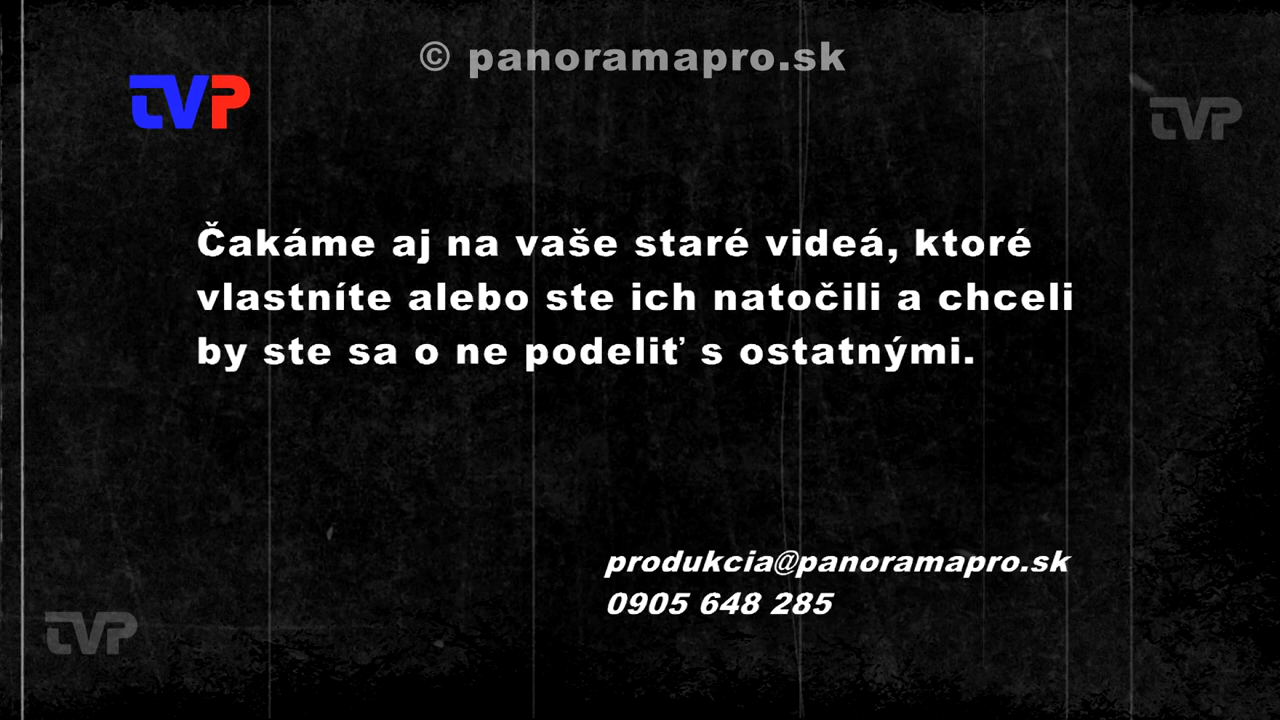 © panoramapro.sk
TVP
TVP
Čakáme aj na vaše staré videá, ktoré
vlastníte alebo ste ich natočili a chceli
by ste sa o ne podeliť s ostatnými.
produkcia@panoramapro.sk
0905 648 285
TVP